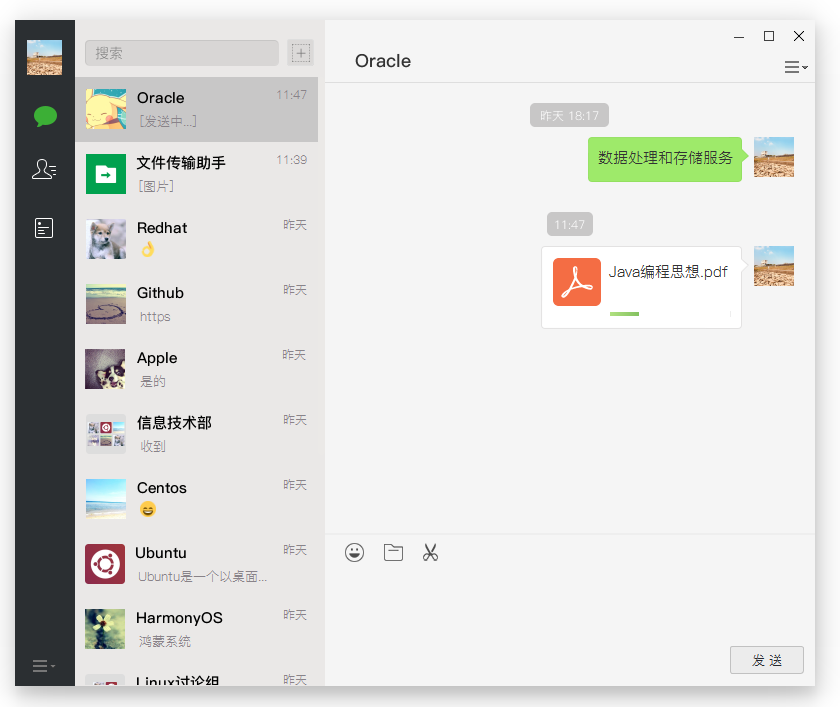 搜索
Oracle 11:47
[发送中...]
文件传输助手 11:39
[图片]
Redhat 昨天
👌
Github 昨天
https
Apple 昨天
是的
信息技术部 昨天
收到
Centos 昨天
😄
Ubuntu 昨天
Ubuntu是一个以桌面...
HarmonyOS 昨天
鸿蒙系统
Linux讨论组 昨天
Oracle
昨天 18:17
数据处理和存储服务
11:47
Java编程思想.pdf
发 送